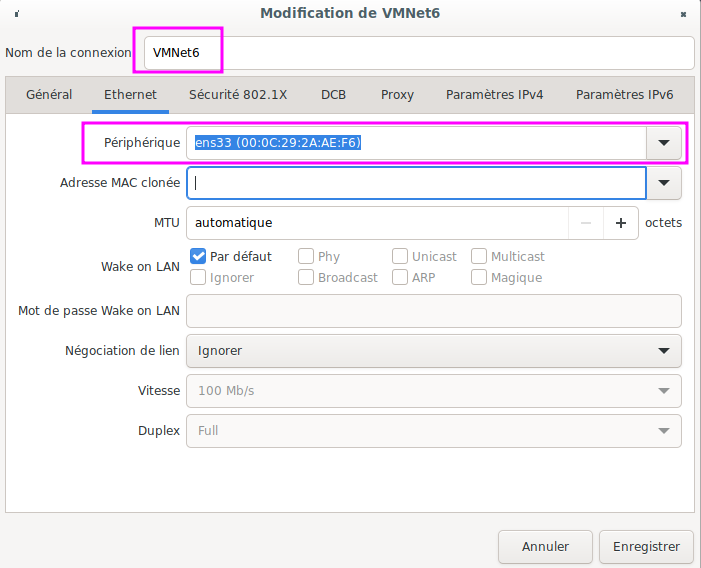 Modification de VMNet6
Nom de la connexion VMNet6
Général Ethernet Sécurité 802.1X DCB Proxy Paramètres IPv4 Paramètres IPv6
Périphérique ens33 (00:0C:29:2A:AE:F6)
Adresse MAC clonée
MTU automatique octets
Wake on LAN Par défaut Phy Unicast Multicast
Ignorer Broadcast ARP Magique
Mot de passe Wake on LAN
Négociation de lien Ignorer
Vitesse 100 Mb/s
Duplex Full
Annuler Enregistrer